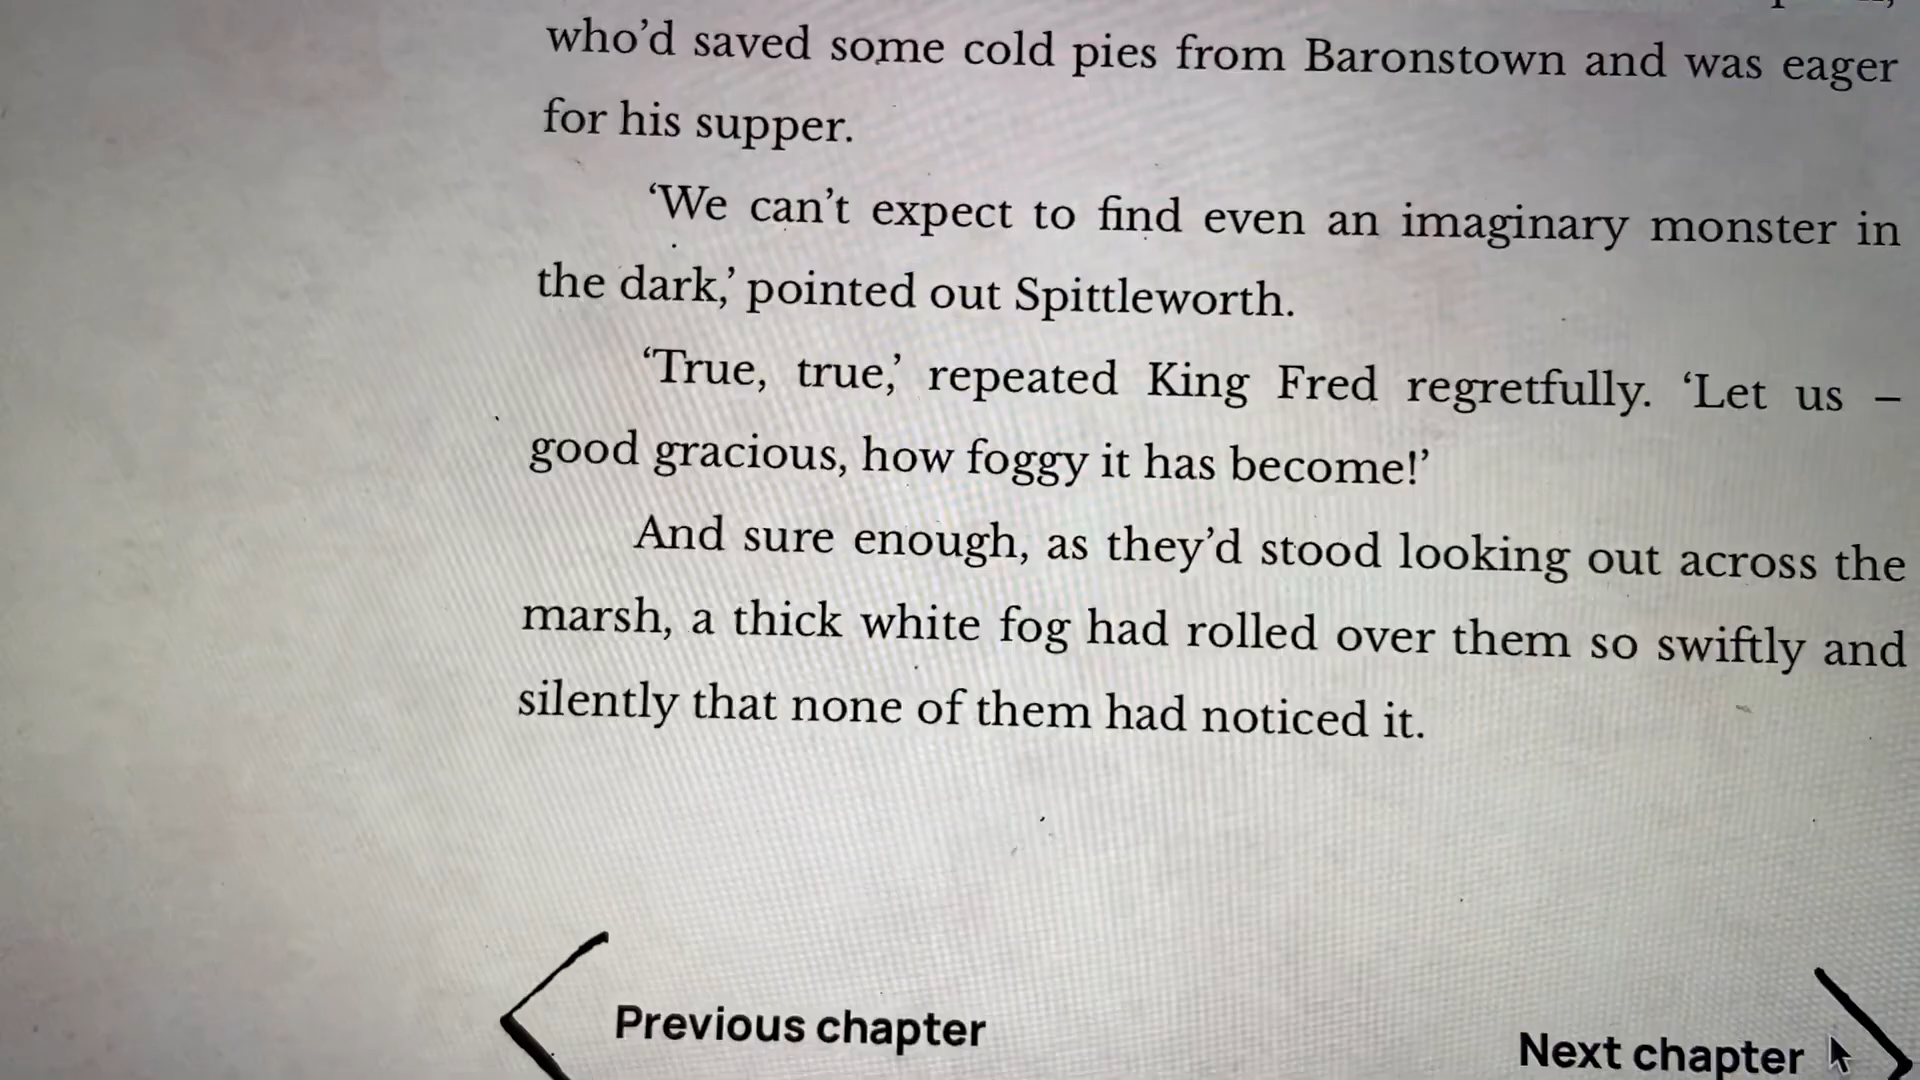 who’d saved some cold pies from Baronstown and was eager
for his supper.
‘We can’t expect to find even an imaginary monster in
the dark,’ pointed out Spittleworth.
‘True, true,’ repeated King Fred regretfully. ‘Let us –
good gracious, how foggy it has become!’
And sure enough, as they’d stood looking out across the
marsh, a thick white fog had rolled over them so swiftly and
silently that none of them had noticed it.
Previous chapter
Next chapter